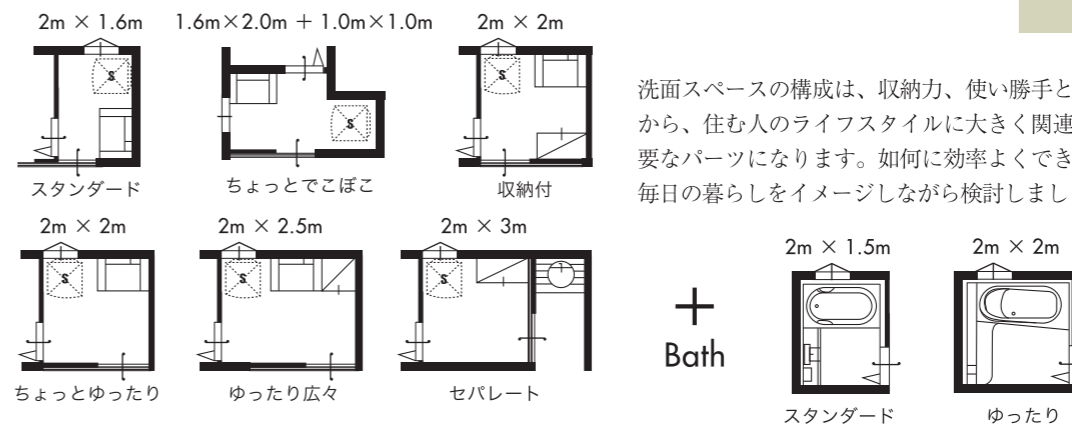 2m × 1.6m
1.6m×2.0m + 1.0m×1.0m
2m × 2m
S
S
S
スタンダード
ちょっとでこぼこ
収納付
2m × 2m
2m × 2.5m
2m × 3m
S
S
S
ちょっとゆったり
ゆったり広々
セパレート
洗面スペースの構成は、収納力、使い勝手と
から、住む人のライフスタイルに大きく関連
要なパーツになります。如何に効率よくでき
毎日の暮らしをイメージしながら検討しまし
+
Bath
2m × 1.5m
2m × 2m
スタンダード
ゆったり